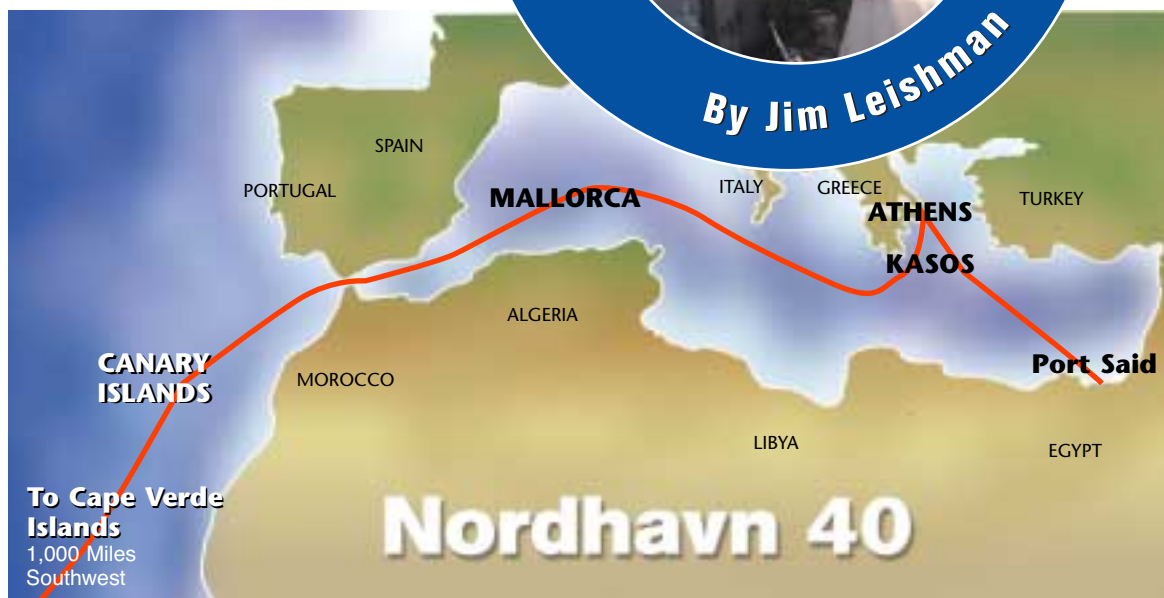 By Jim Leishman
SPAIN
PORTUGAL
MALLORCA
ITALY
GREECE
TURKEY
ATHENS
KASOS
ALGERIA
CANARY
ISLANDS
MOROCCO
Port Said
LIBYA
EGYPT
To Cape Verde
Islands
1,000 Miles
Southwest
Nordhavn 40